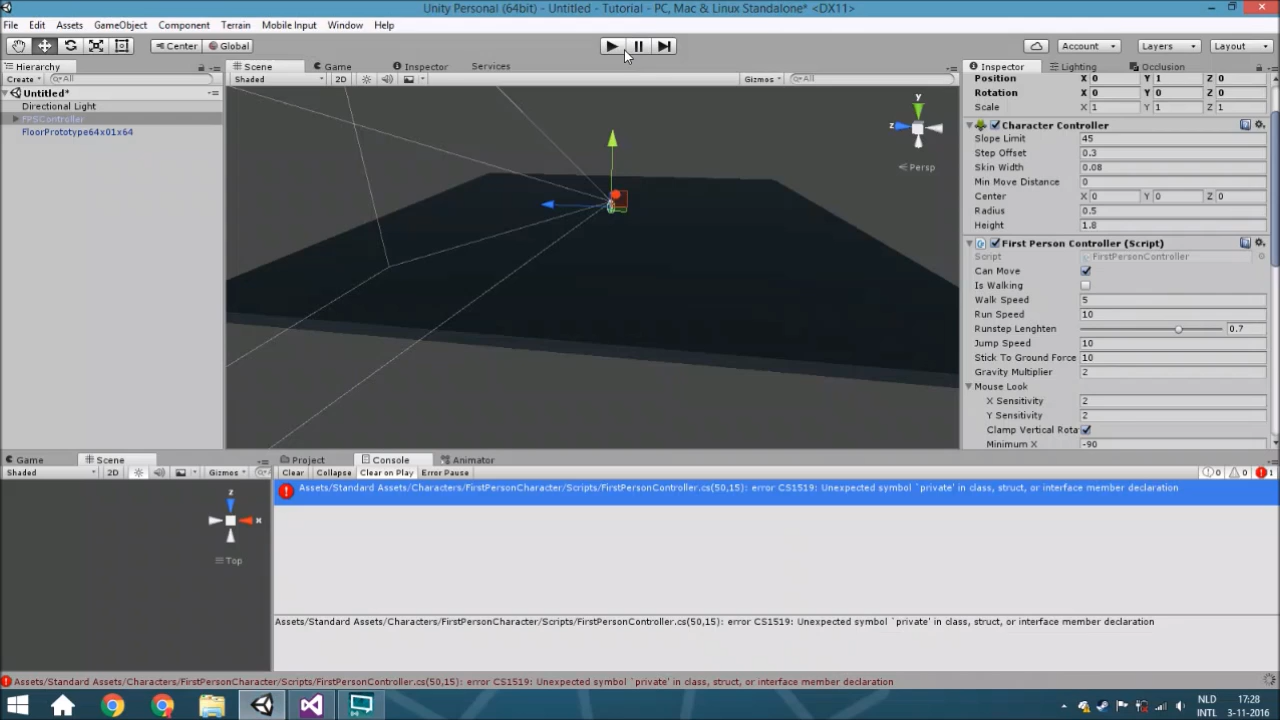 Unity Personal (64bit) - Untitled - Tutorial - PC, Mac & Linux Standalone* <DX11>
File Edit Assets GameObject Component Terrain Mobile Input Window Help
Center Global Account Layers Layout
Hierarchy
Create All
Untitled*
Directional Light
FPSController
FloorPrototype64x01x64
Scene Game Inspector Services
Shaded 2D Gizmos All
y
z
Persp
Inspector Lighting Occlusion
Position X 0 Y 1 Z 0
Rotation X 0 Y 0 Z 0
Scale X 1 Y 1 Z 1
Character Controller
Slope Limit 45
Step Offset 0.3
Skin Width 0.08
Min Move Distance 0
Center X 0 Y 0 Z 0
Radius 0.5
Height 1.8
First Person Controller (Script)
Script FirstPersonController
Can Move
Is Walking
Walk Speed 5
Run Speed 10
Runstep Lenghten 0.7
Jump Speed 10
Stick To Ground Force 10
Gravity Multiplier 2
Mouse Look
X Sensitivity 2
Y Sensitivity 2
Clamp Vertical Rota
Minimum X -90
Game Scene
Shaded 2D Gizmos
z
x
Top
Project Console Animator
Clear Collapse Clear on Play Error Pause 0 0 1
Assets/Standard Assets/Characters/FirstPersonCharacter/Scripts/FirstPersonController.cs(50,15): error CS1519: Unexpected symbol `private' in class, struct, or interface member declaration
Assets/Standard Assets/Characters/FirstPersonCharacter/Scripts/FirstPersonController.cs(50,15): error CS1519: Unexpected symbol `private' in class, struct, or interface member declaration
Assets/Standard Assets/Characters/FirstPersonCharacter/Scripts/FirstPersonController.cs(50,15): error CS1519: Unexpected symbol `private' in class, struct, or interface member declaration
NLD 17:28
INTL 3-11-2016